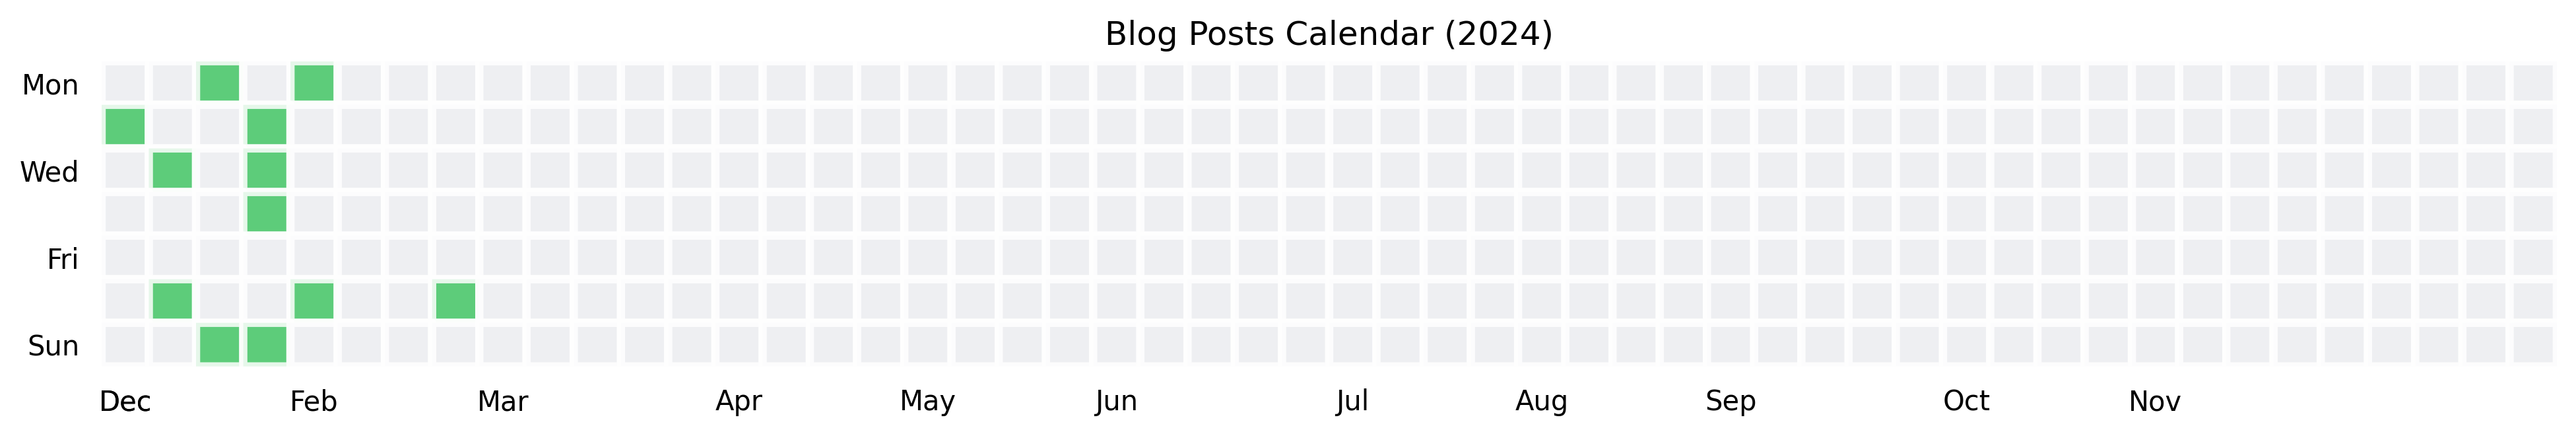 Blog Posts Calendar (2024)
Mon
Wed
Fri
Sun
Dec Feb Mar Apr May Jun Jul Aug Sep Oct Nov